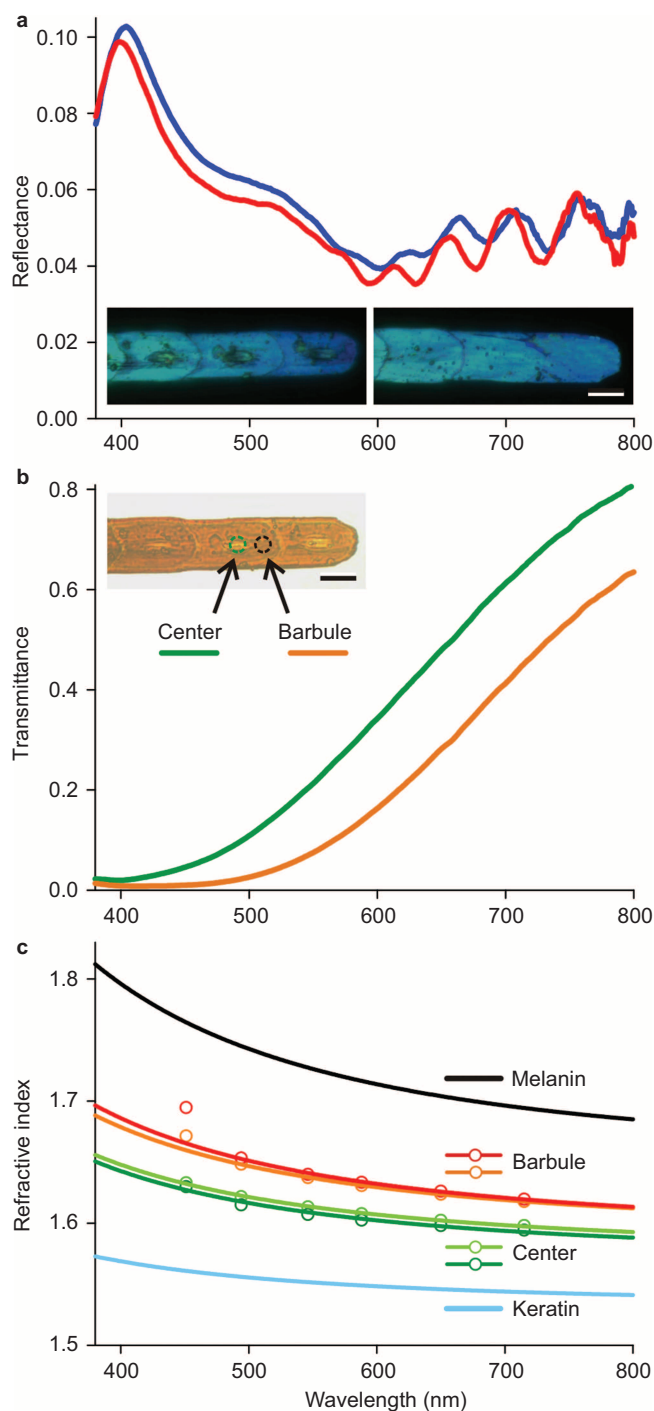 a
0.10
0.08
0.06
0.04
0.02
0.00
Reflectance
400 500 600 700 800
b
0.8
0.6
0.4
0.2
0.0
Transmittance
Center Barbule
400 500 600 700 800
c
1.8
1.7
1.6
1.5
Refractive index
Melanin
Barbule
Center
Keratin
400 500 600 700 800
Wavelength (nm)